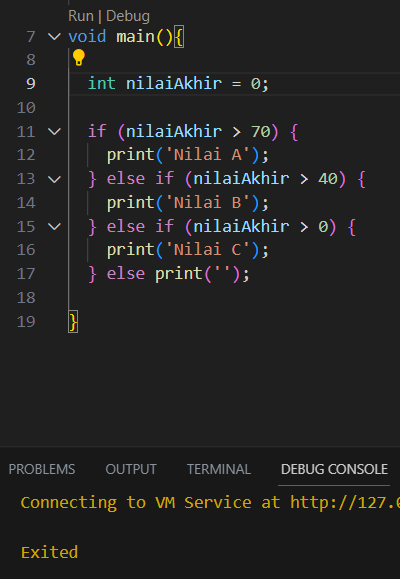 Run | Debug
7 void main(){
8
9 int nilaiAkhir = 0;
10
11 if (nilaiAkhir > 70) {
12 print('Nilai A');
13 } else if (nilaiAkhir > 40) {
14 print('Nilai B');
15 } else if (nilaiAkhir > 0) {
16 print('Nilai C');
17 } else print('');
18
19 }
PROBLEMS OUTPUT TERMINAL DEBUG CONSOLE
Connecting to VM Service at http://127.0
Exited